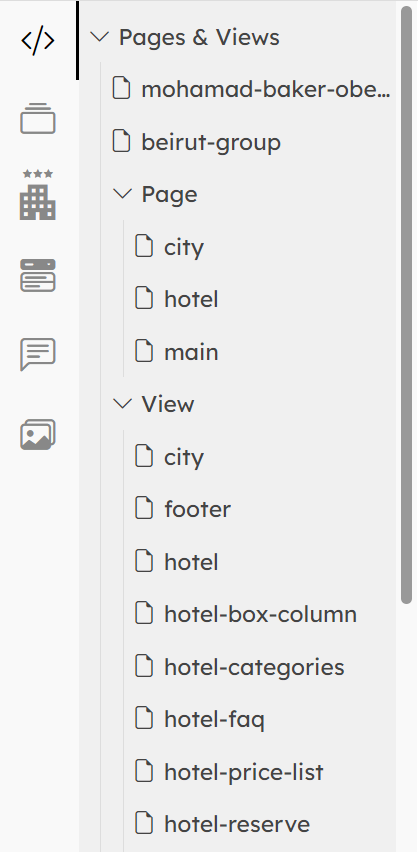 Pages & Views
mohamad-baker-obe...
beirut-group
Page
city
hotel
main
View
city
footer
hotel
hotel-box-column
hotel-categories
hotel-faq
hotel-price-list
hotel-reserve